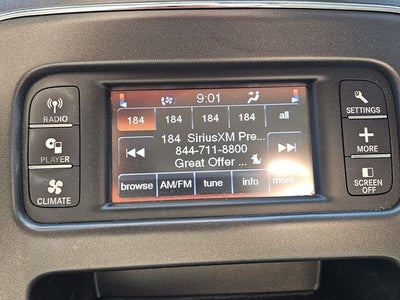 9:01
184 184 184 184 all
184 SiriusXM Pre...
844-711-8800
Great Offer ...
browse AM/FM tune info more...
RADIO
PLAYER
CLIMATE
SETTINGS
MORE
SCREEN
OFF